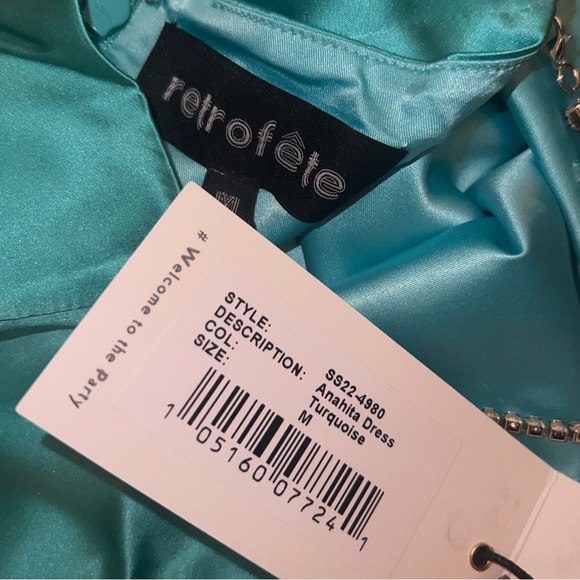 retrofête
M
# Welcome to the Party
STYLE: SS22-4980
DESCRIPTION: Anahita Dress
COL: Turquoise
SIZE: M
1 05160 07724 1